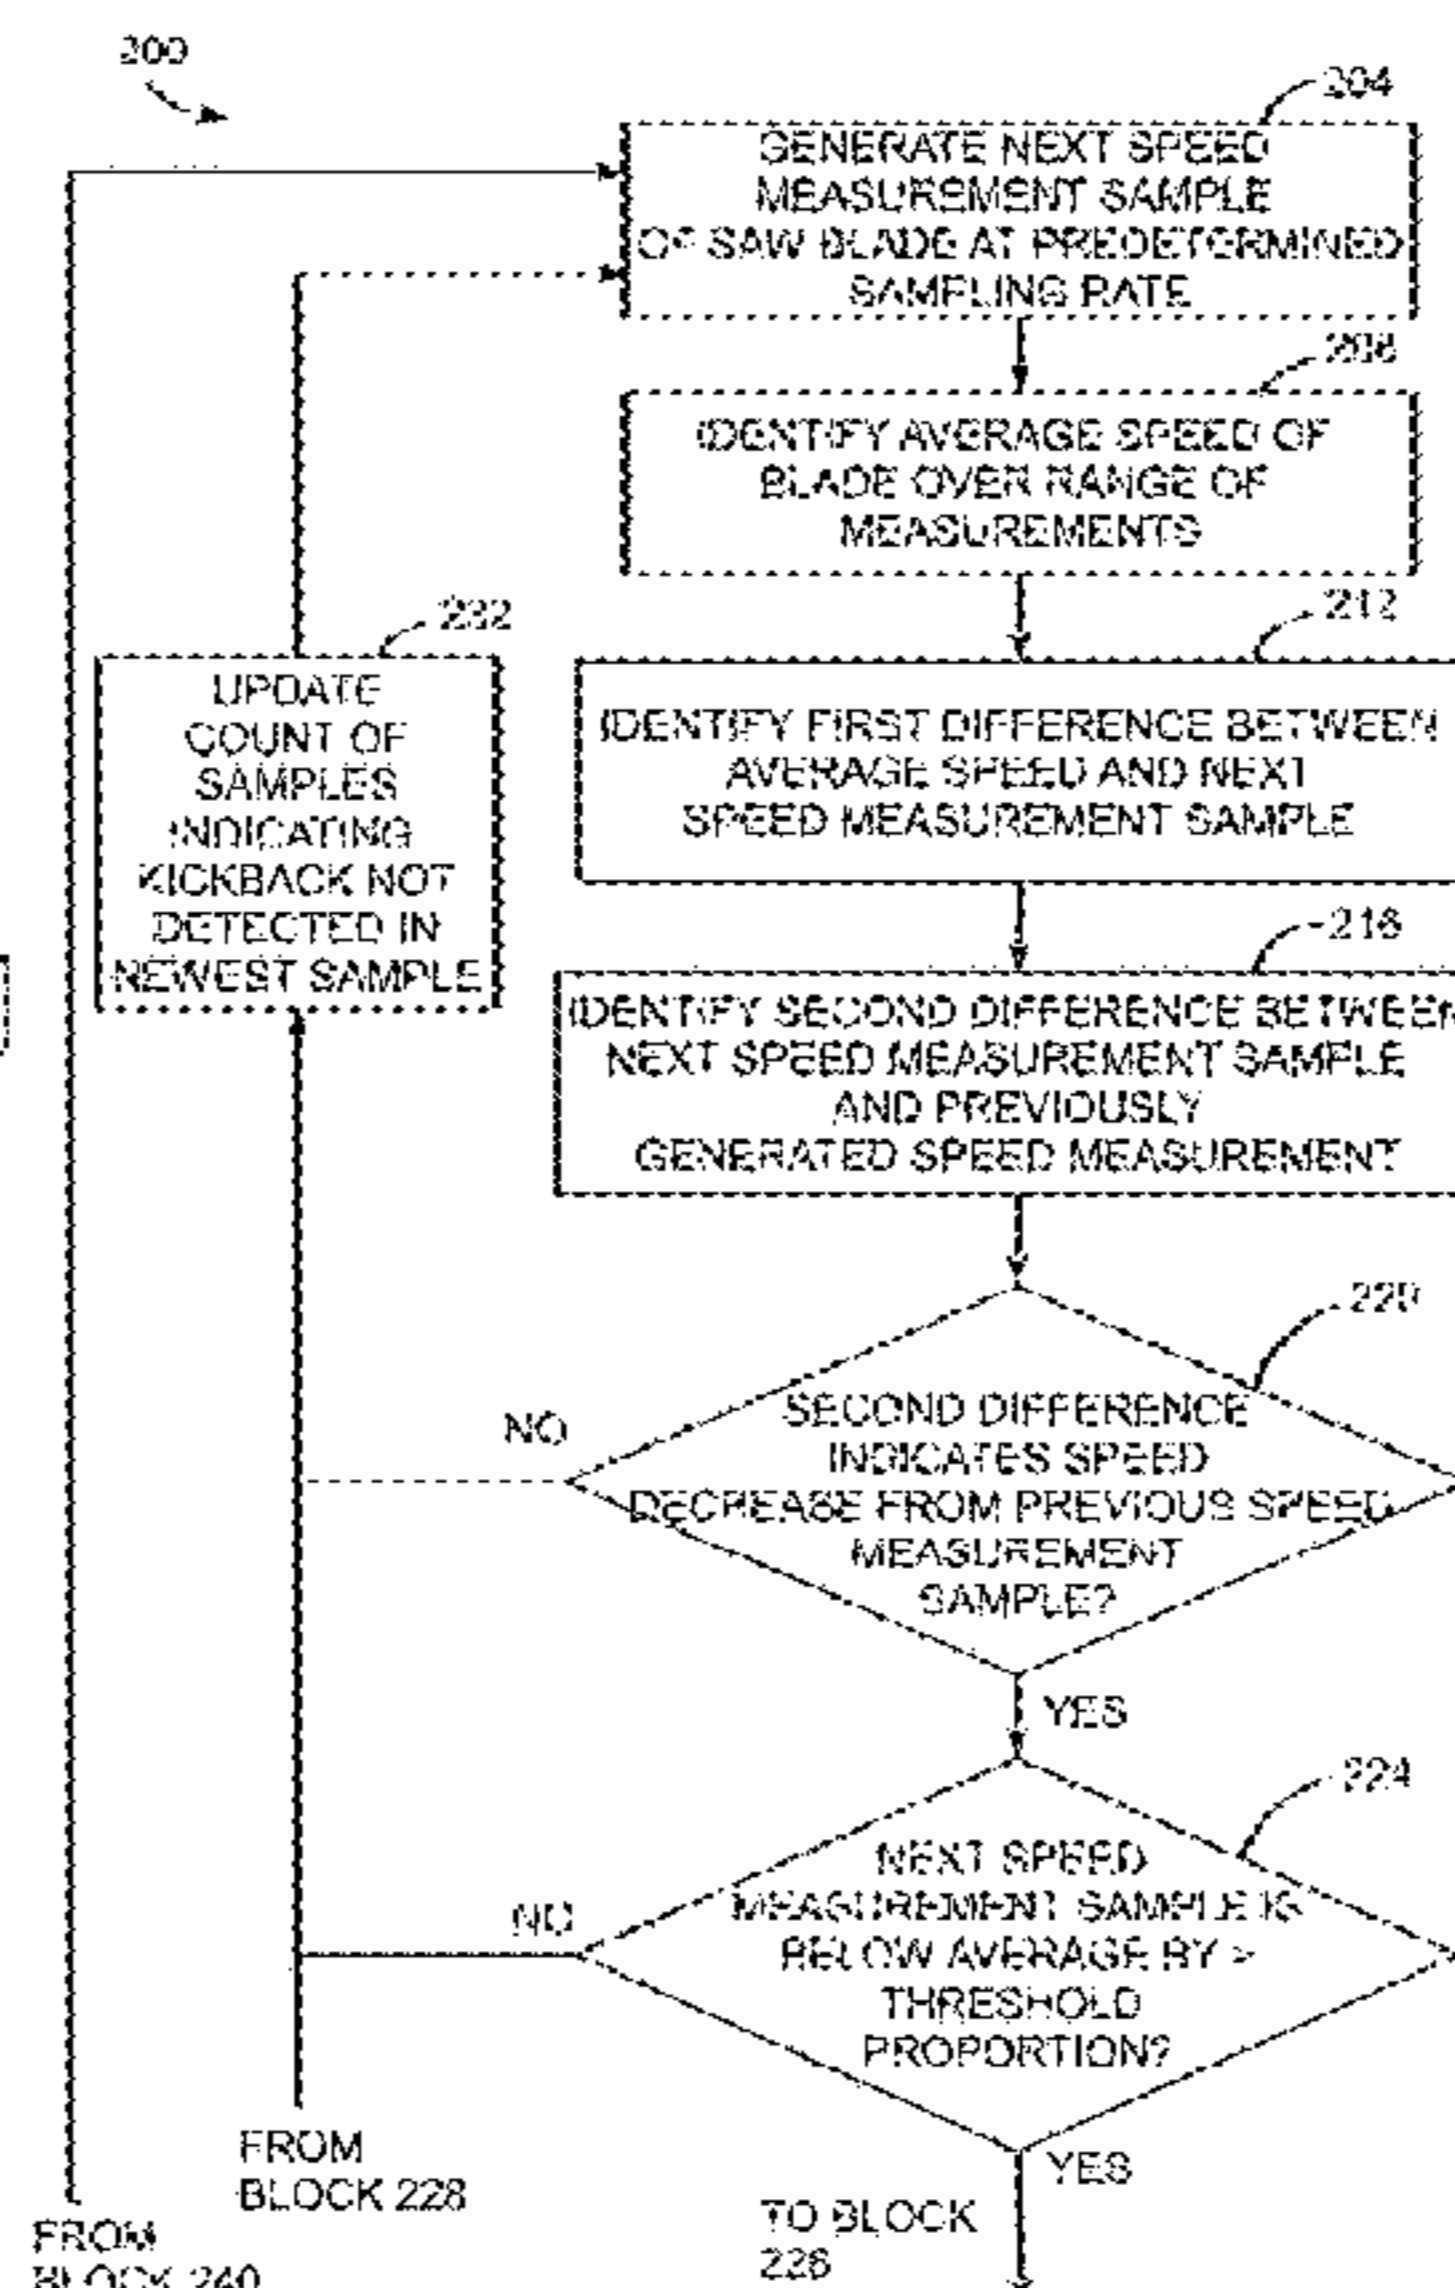 200
204
GENERATE NEXT SPEED
MEASUREMENT SAMPLE
OF SAW BLADE AT PREDETERMINED
SAMPLING RATE
208
IDENTIFY AVERAGE SPEED OF
BLADE OVER RANGE OF
MEASUREMENTS
212
IDENTIFY FIRST DIFFERENCE BETWEEN
AVERAGE SPEED AND NEXT
SPEED MEASUREMENT SAMPLE
232
UPDATE
COUNT OF
SAMPLES
INDICATING
KICKBACK NOT
DETECTED IN
NEWEST SAMPLE
216
IDENTIFY SECOND DIFFERENCE BETWEEN
NEXT SPEED MEASUREMENT SAMPLE
AND PREVIOUSLY
GENERATED SPEED MEASUREMENT
220
SECOND DIFFERENCE
INDICATES SPEED
DECREASE FROM PREVIOUS SPEED
MEASUREMENT
SAMPLE?
NO
YES
224
NEXT SPEED
MEASUREMENT SAMPLE IS
BELOW AVERAGE BY >
THRESHOLD
PROPORTION?
NO
YES
FROM
BLOCK 228
TO BLOCK
226
FROM
BLOCK 240